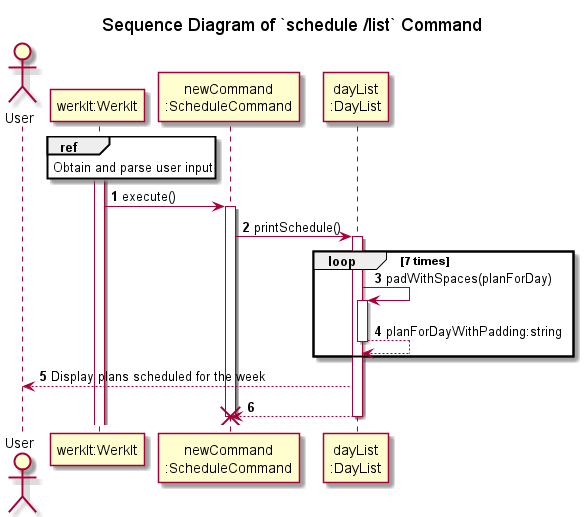 Sequence Diagram of `schedule /list` Command
User
werkIt:WerkIt
newCommand
:ScheduleCommand
dayList
:DayList
ref
Obtain and parse user input
1 execute()
2 printSchedule()
loop [7 times]
3 padWithSpaces(planForDay)
4 planForDayWithPadding:string
5 Display plans scheduled for the week
6
User
werkIt:WerkIt
newCommand
:ScheduleCommand
dayList
:DayList